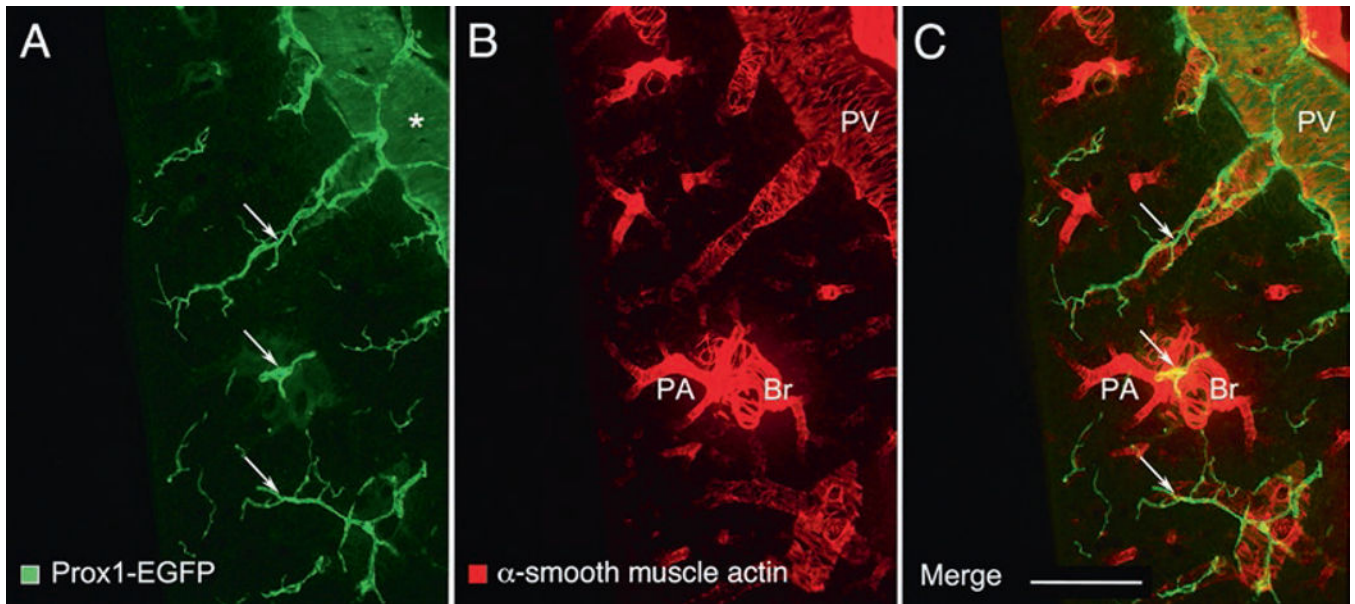 A
*
Prox1-EGFP
B
PV
PA
Br
α-smooth muscle actin
C
PV
PA
Br
Merge